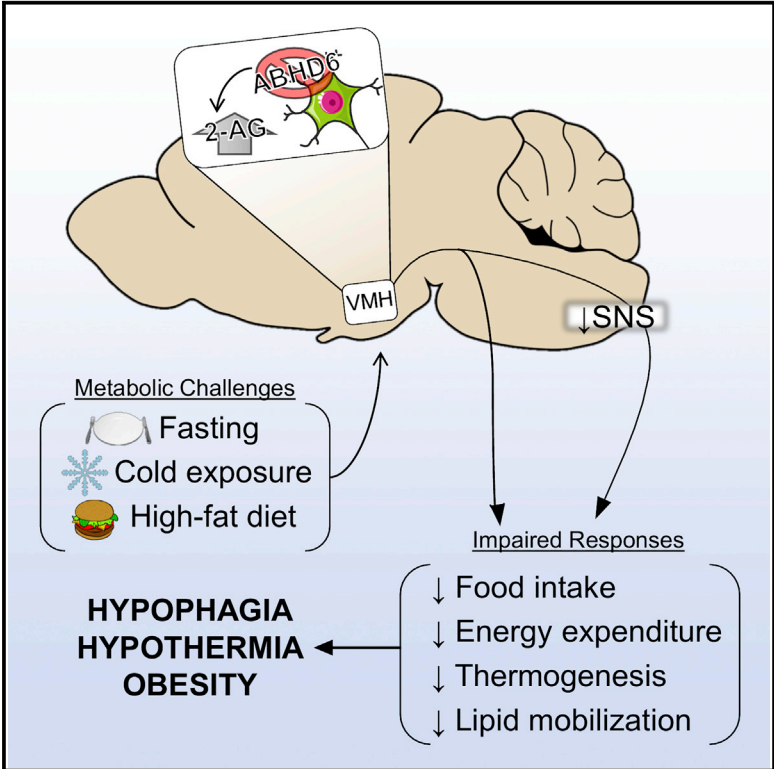 ABHD6
2-AG
VMH
↓SNS
Metabolic Challenges
Fasting
Cold exposure
High-fat diet
Impaired Responses
↓ Food intake
↓ Energy expenditure
↓ Thermogenesis
↓ Lipid mobilization
HYPOPHAGIA
HYPOTHERMIA
OBESITY